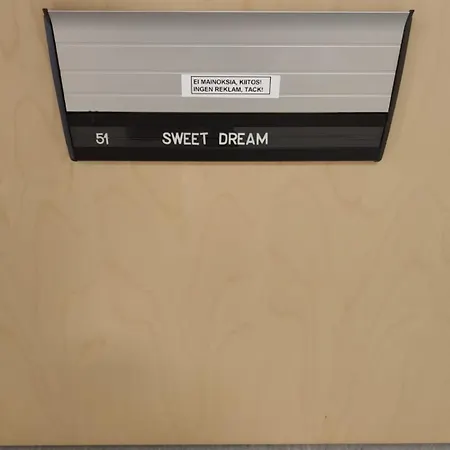 EI MAINOKSIA, KIITOS!
INGEN REKLAM, TACK!
51 SWEET DREAM